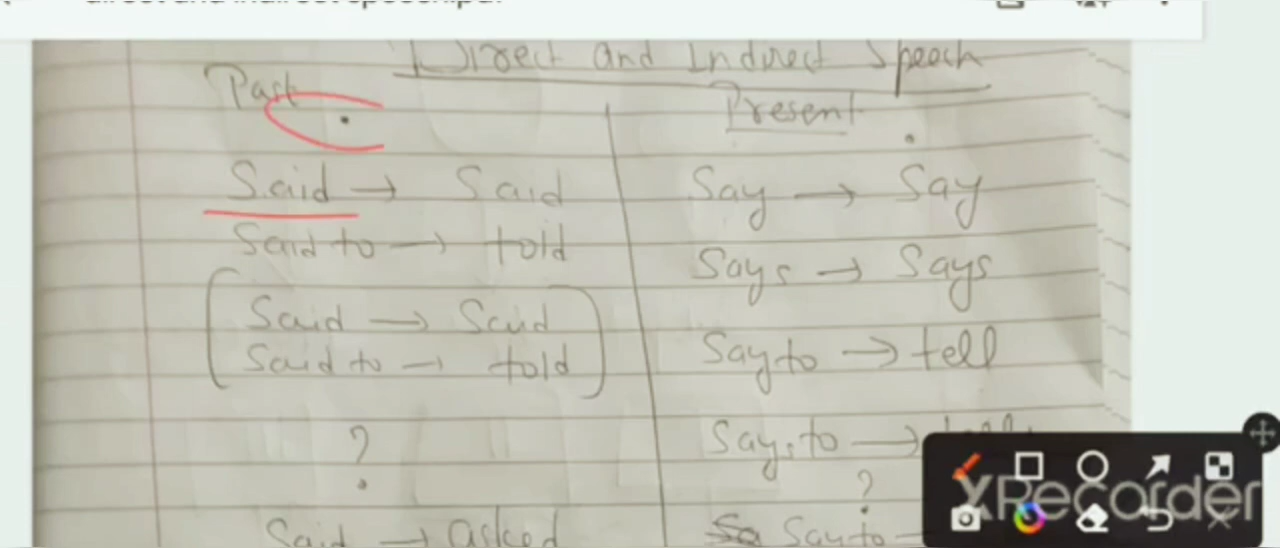 Direct and Indirect Speech
Past
Present
Said → Said
Said to → told
Said → Said
Said to → told
?
Said → asked
Say → Say
Says → Says
Say to → tell
Says to →
?
Say to
XRecorder